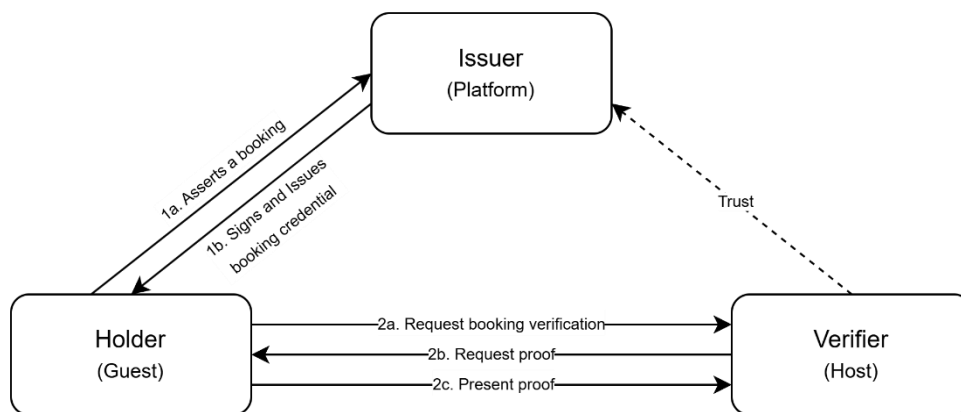 Issuer
(Platform)
1a. Asserts a booking
1b. Signs and Issues
booking credential
Trust
Holder
(Guest)
2a. Request booking verification
2b. Request proof
2c. Present proof
Verifier
(Host)